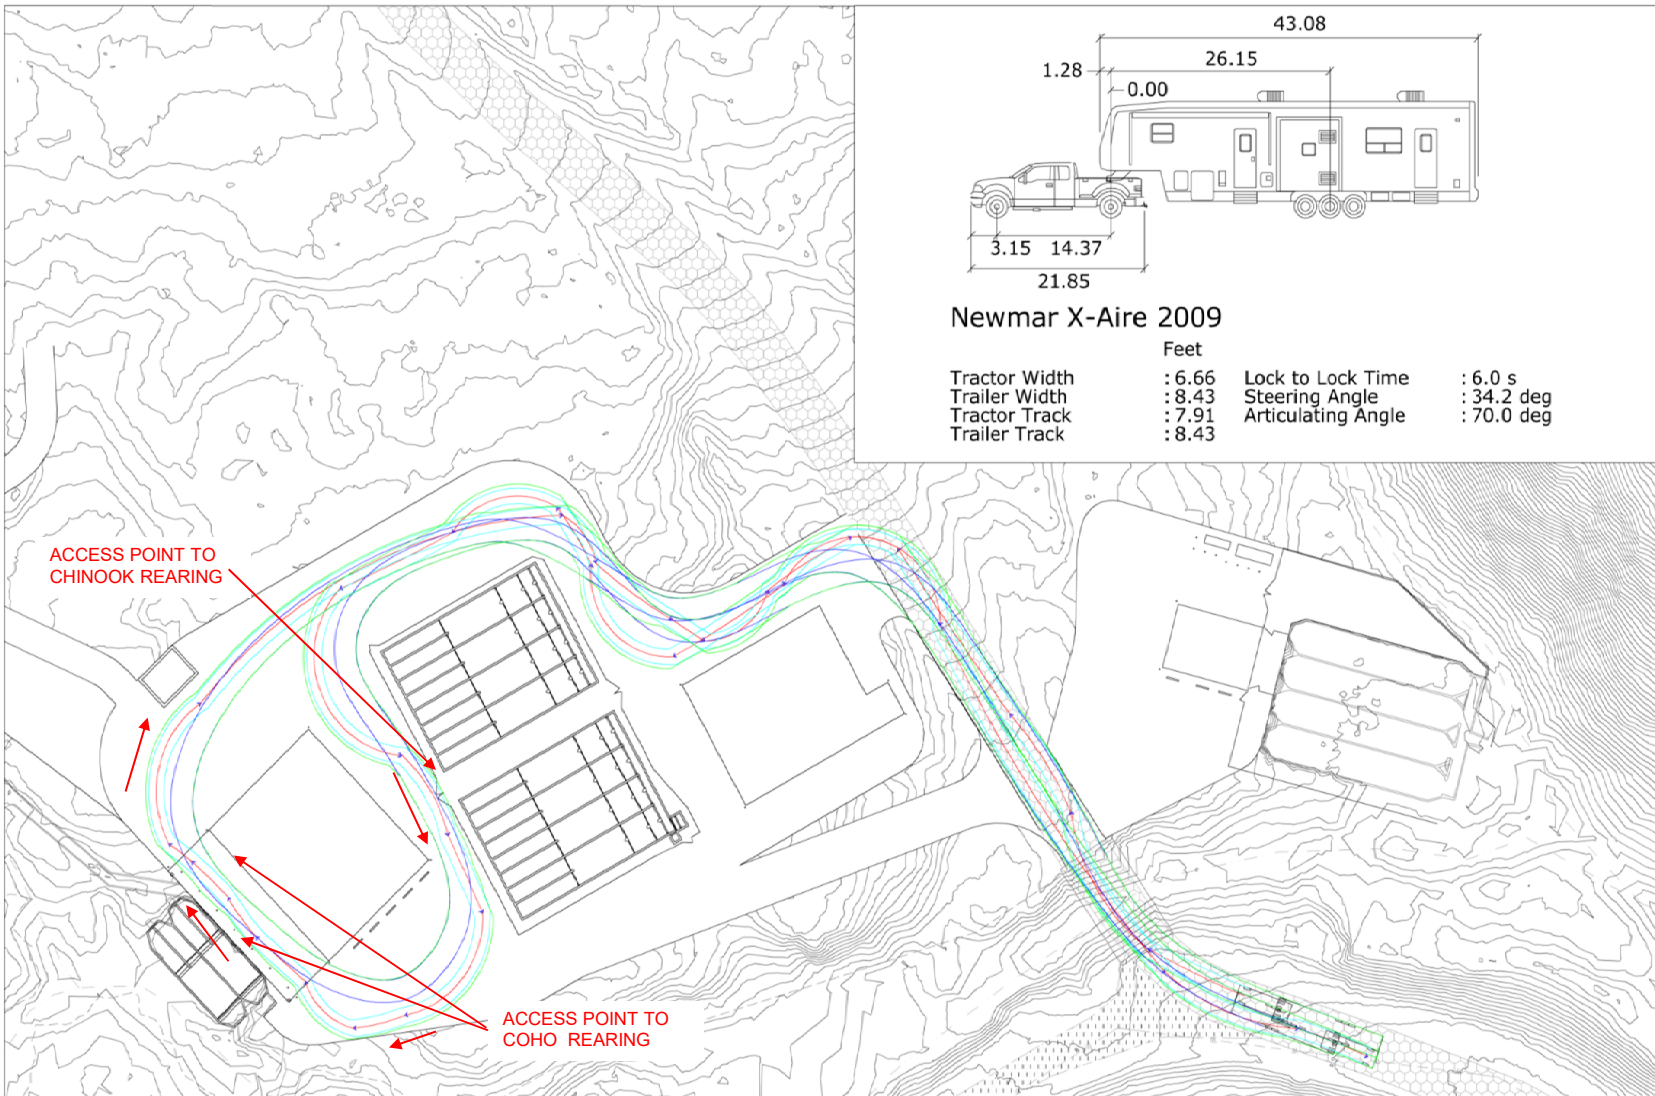 43.08
26.15
1.28
0.00
3.15 14.37
21.85
Newmar X-Aire 2009
Feet
Tractor Width : 6.66 Lock to Lock Time : 6.0 s
Trailer Width : 8.43 Steering Angle : 34.2 deg
Tractor Track : 7.91 Articulating Angle : 70.0 deg
Trailer Track : 8.43
ACCESS POINT TO
CHINOOK REARING
ACCESS POINT TO
COHO REARING